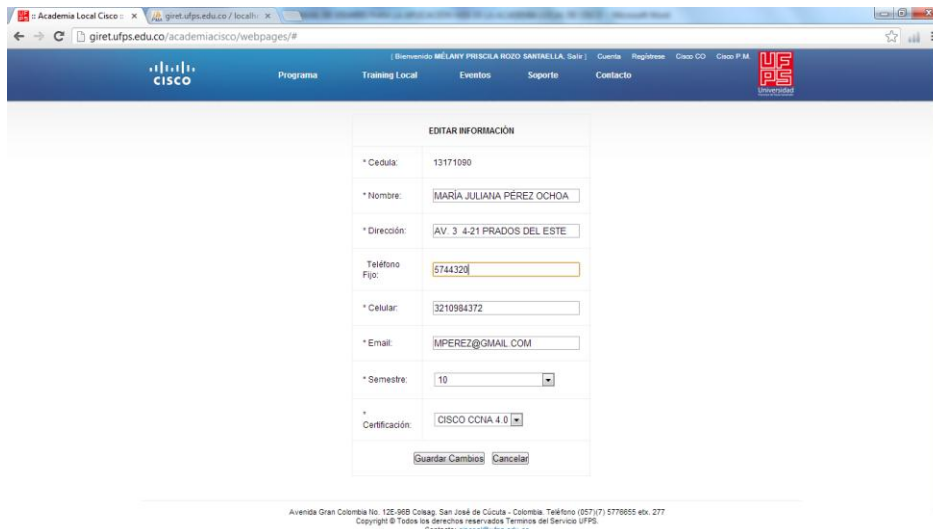 :: Academia Local Cisco ::
giret.ufps.edu.co / localho
giret.ufps.edu.co/academiacisco/webpages/#
[ Bienvenido MÉLANY PRISCILA ROZO SANTAELLA, Salir ] Cuenta Regístrese Cisco CO Cisco P.M.
CISCO
Programa Training Local Eventos Soporte Contacto
UFPS
Universidad
EDITAR INFORMACIÓN
* Cedula: 13171090
* Nombre: MARÍA JULIANA PÉREZ OCHOA
* Dirección: AV. 3 4-21 PRADOS DEL ESTE
Teléfono
Fijo: 5744320
* Celular: 3210984372
* Email: MPEREZ@GMAIL.COM
* Semestre: 10
*
Certificación: CISCO CCNA 4.0
Guardar Cambios Cancelar
Avenida Gran Colombia No. 12E-96B Colsag. San José de Cúcuta - Colombia. Teléfono (057)(7) 5776655 etx. 277
Copyright © Todos los derechos reservados Terminos del Servicio UFPS.